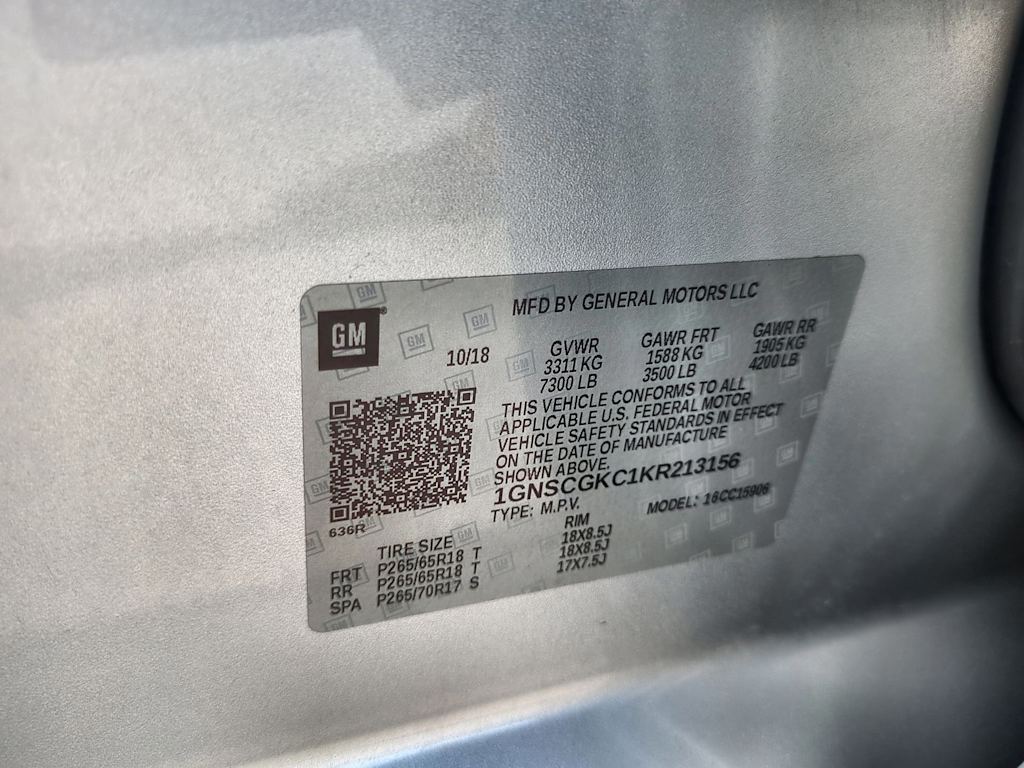 GM
MFD BY GENERAL MOTORS LLC
10/18
GVWR GAWR FRT GAWR RR
3311 KG 1588 KG 1905 KG
7300 LB 3500 LB 4200 LB
THIS VEHICLE CONFORMS TO ALL
APPLICABLE U.S. FEDERAL MOTOR
VEHICLE SAFETY STANDARDS IN EFFECT
ON THE DATE OF MANUFACTURE
SHOWN ABOVE.
1GNSCGKC1KR213156
TYPE: M.P.V. MODEL: 16CC15906
636R
TIRE SIZE RIM
FRT P265/65R18 T 18X8.5J
RR P265/65R18 T 18X8.5J
SPA P265/70R17 S 17X7.5J